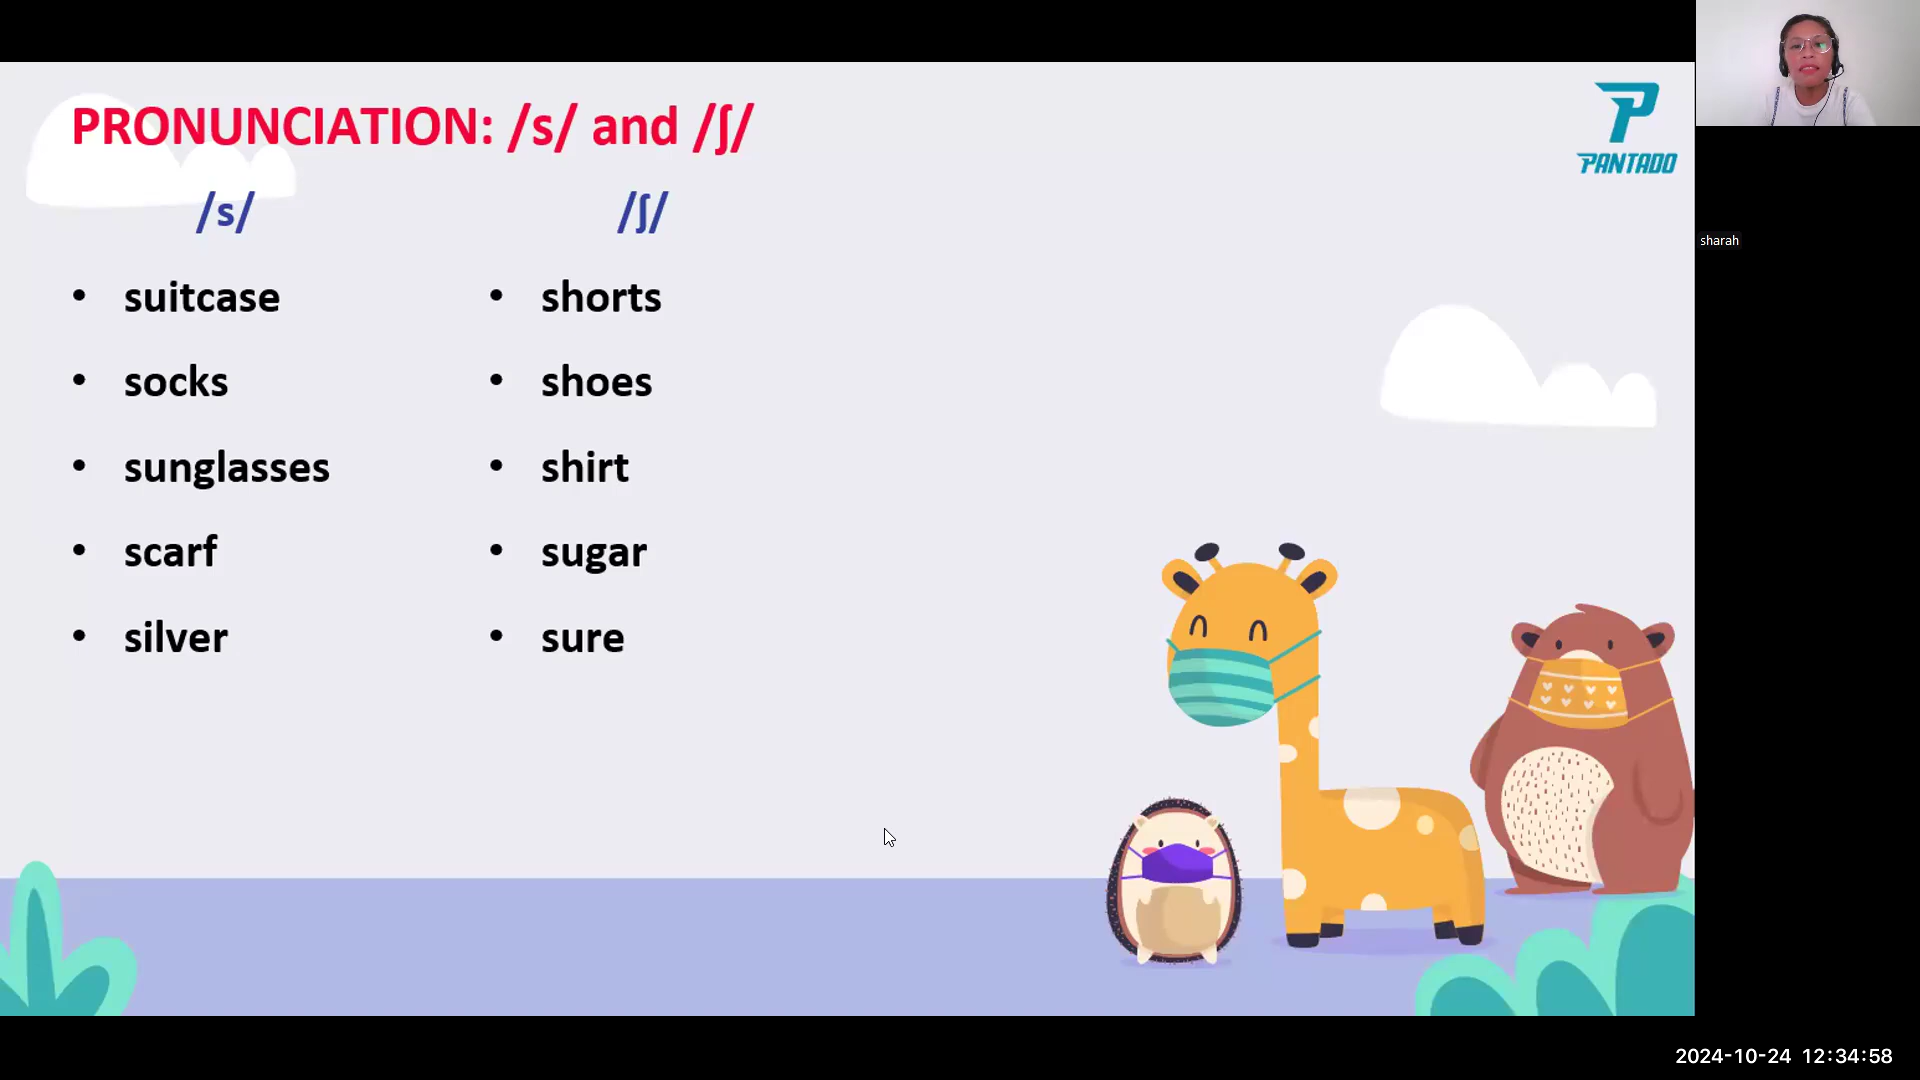 PRONUNCIATION: /s/ and /ʃ/
PANTADO
/s/
• suitcase
• socks
• sunglasses
• scarf
• silver
/ʃ/
• shorts
• shoes
• shirt
• sugar
• sure
sharah
2024-10-24 12:34:58